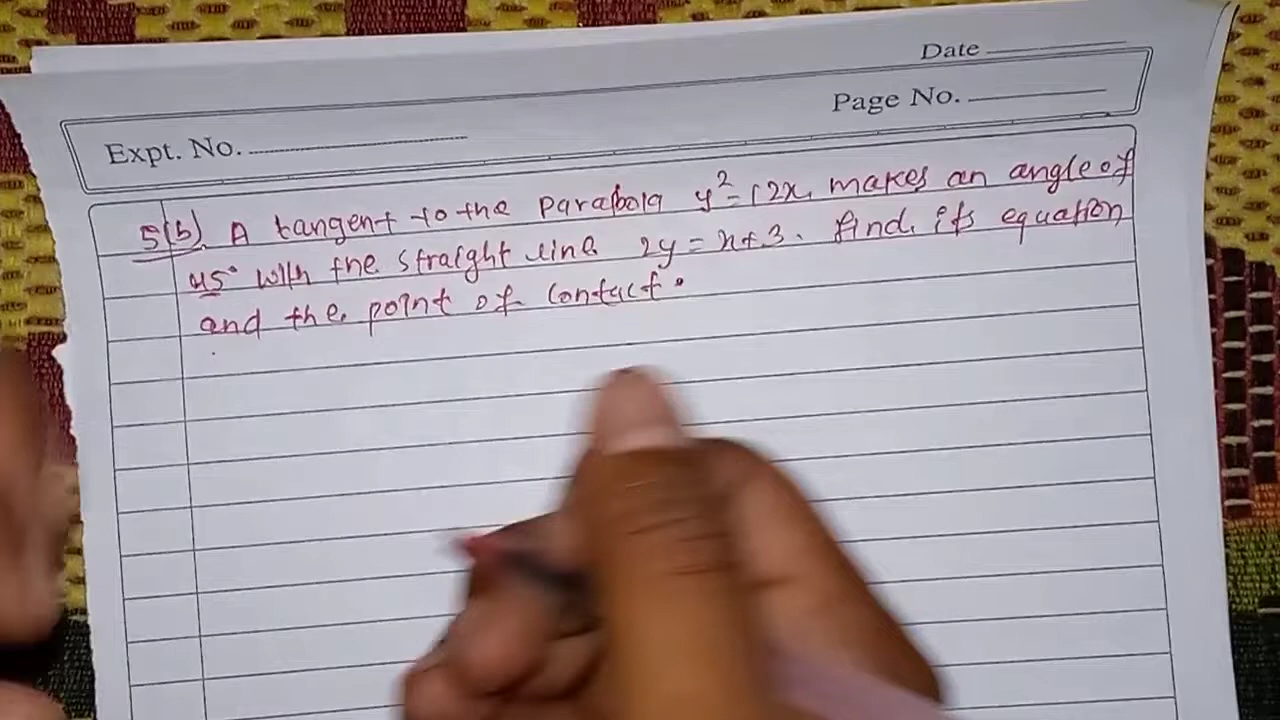 Date
Page No.
Expt. No.
5(b). A tangent to the parabola y²=12x makes an angle of
45° with the straight line 2y = x+3. find its equation
and the point of contact.